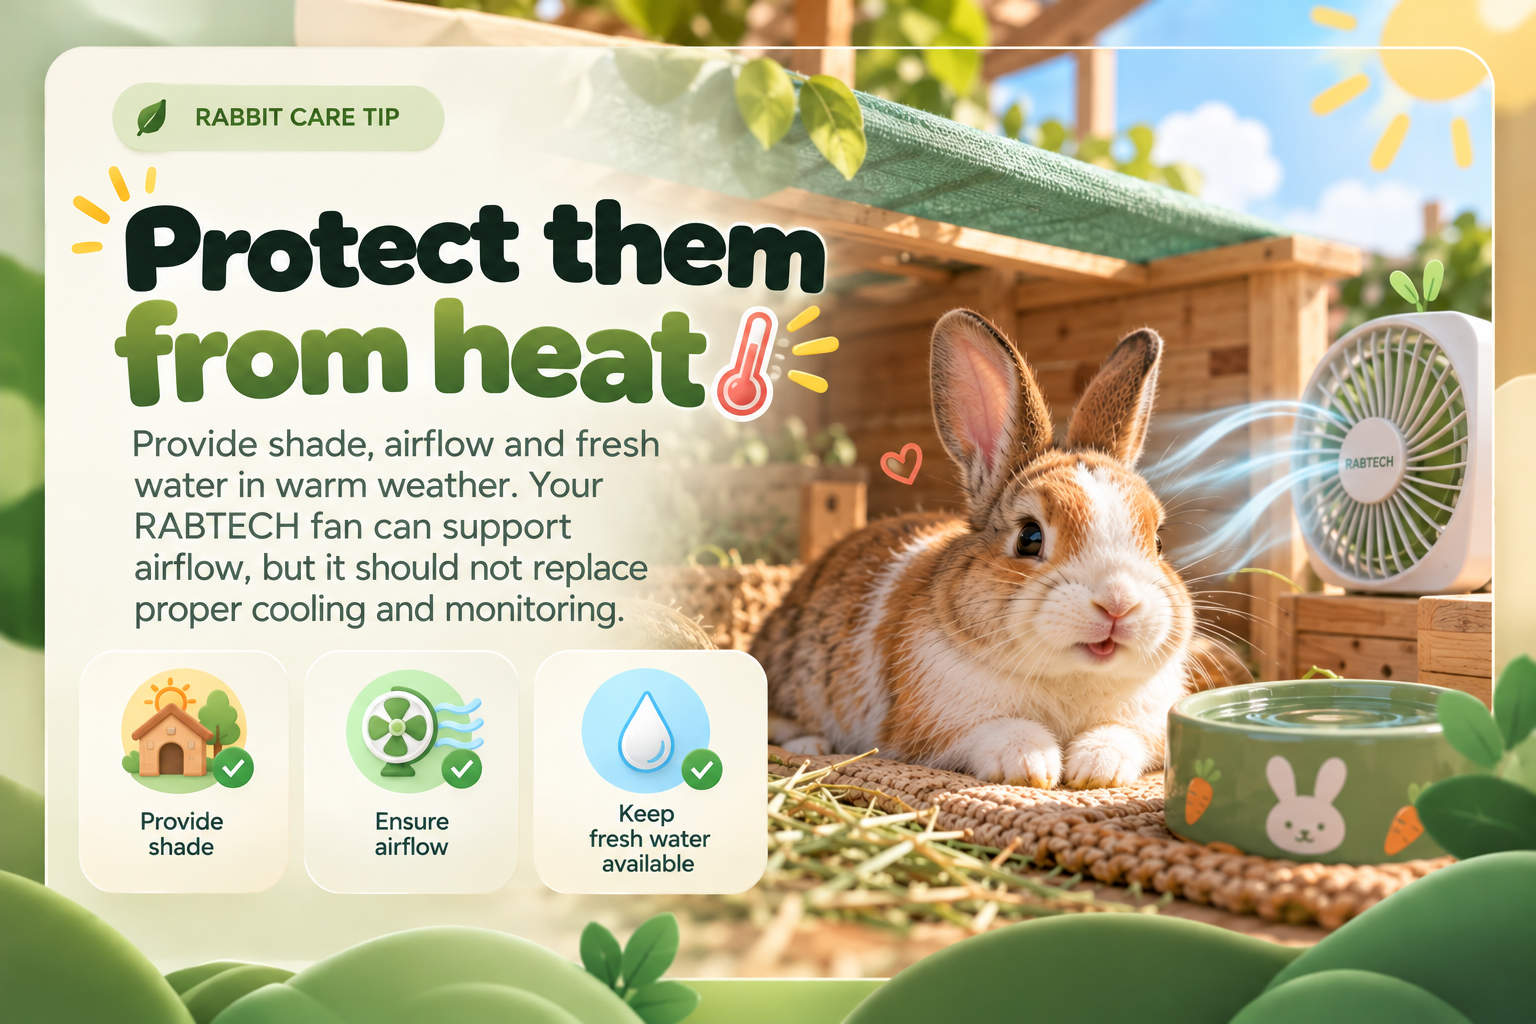 RABBIT CARE TIP
Protect them
from heat
Provide shade, airflow and fresh
water in warm weather. Your
RABTECH fan can support
airflow, but it should not replace
proper cooling and monitoring.
Provide
shade
Ensure
airflow
Keep
fresh water
available
RABTECH